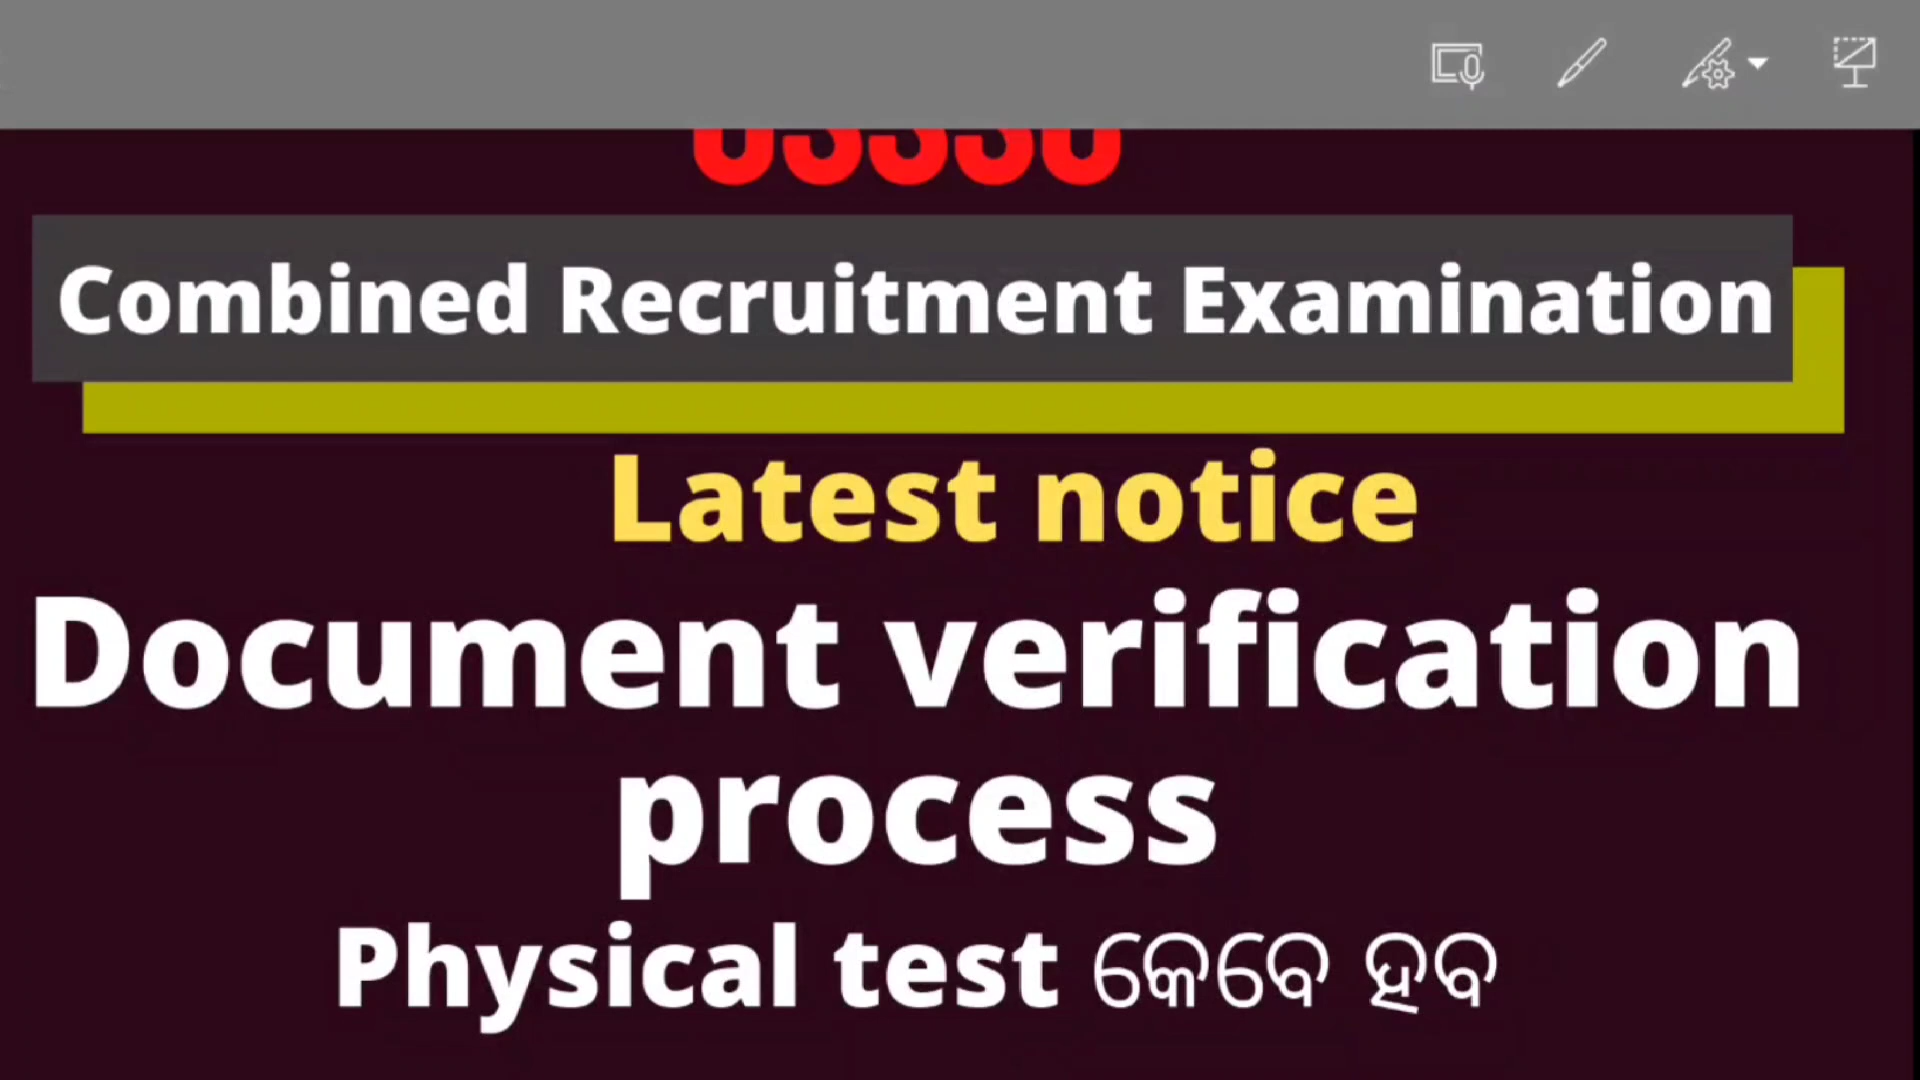 Combined Recruitment Examination
Latest notice
Document verification
process
Physical test କେବେ ହବ